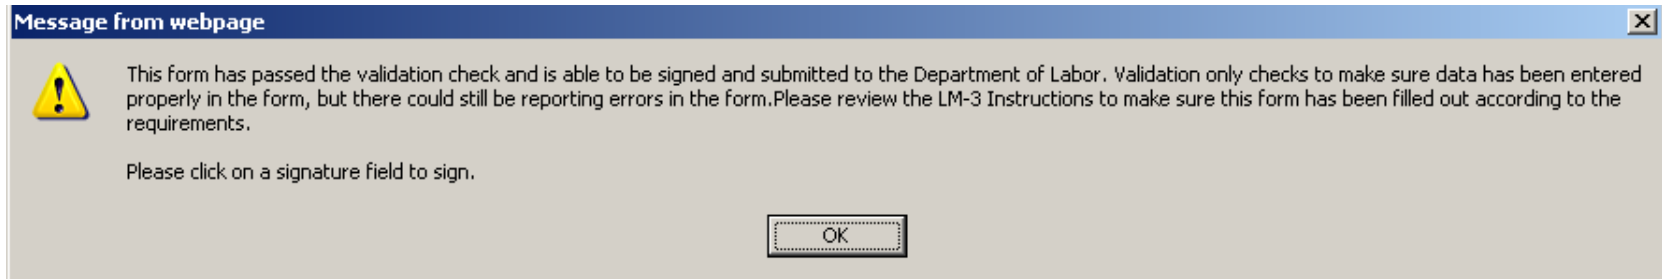 Message from webpage
This form has passed the validation check and is able to be signed and submitted to the Department of Labor. Validation only checks to make sure data has been entered
properly in the form, but there could still be reporting errors in the form.Please review the LM-3 Instructions to make sure this form has been filled out according to the
requirements.
Please click on a signature field to sign.
OK